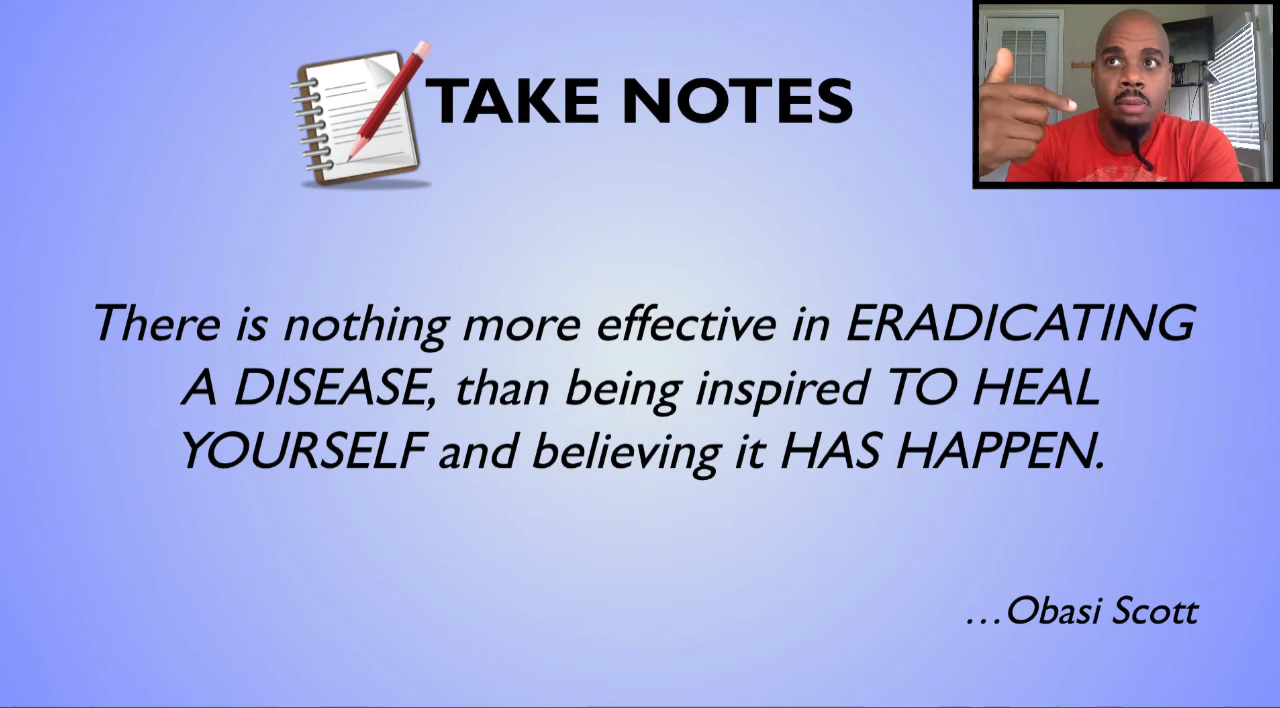 TAKE NOTES
There is nothing more effective in ERADICATING
A DISEASE, than being inspired TO HEAL
YOURSELF and believing it HAS HAPPEN.
...Obasi Scott